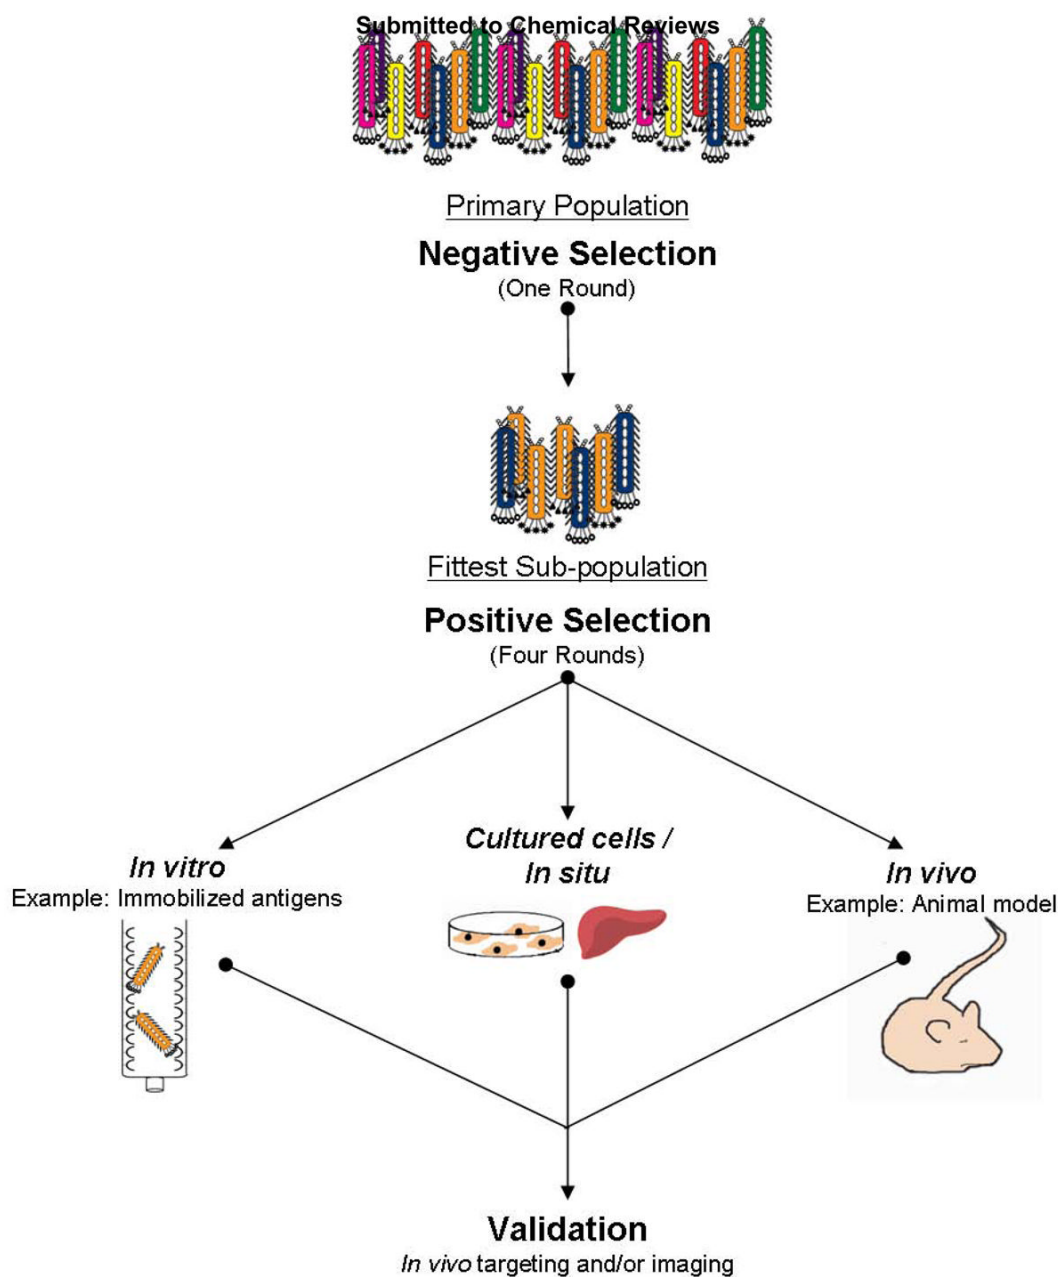 Submitted to Chemical Reviews
Primary Population
Negative Selection
(One Round)
Fittest Sub-population
Positive Selection
(Four Rounds)
In vitro
Example: Immobilized antigens
Cultured cells /
In situ
In vivo
Example: Animal model
Validation
In vivo targeting and/or imaging